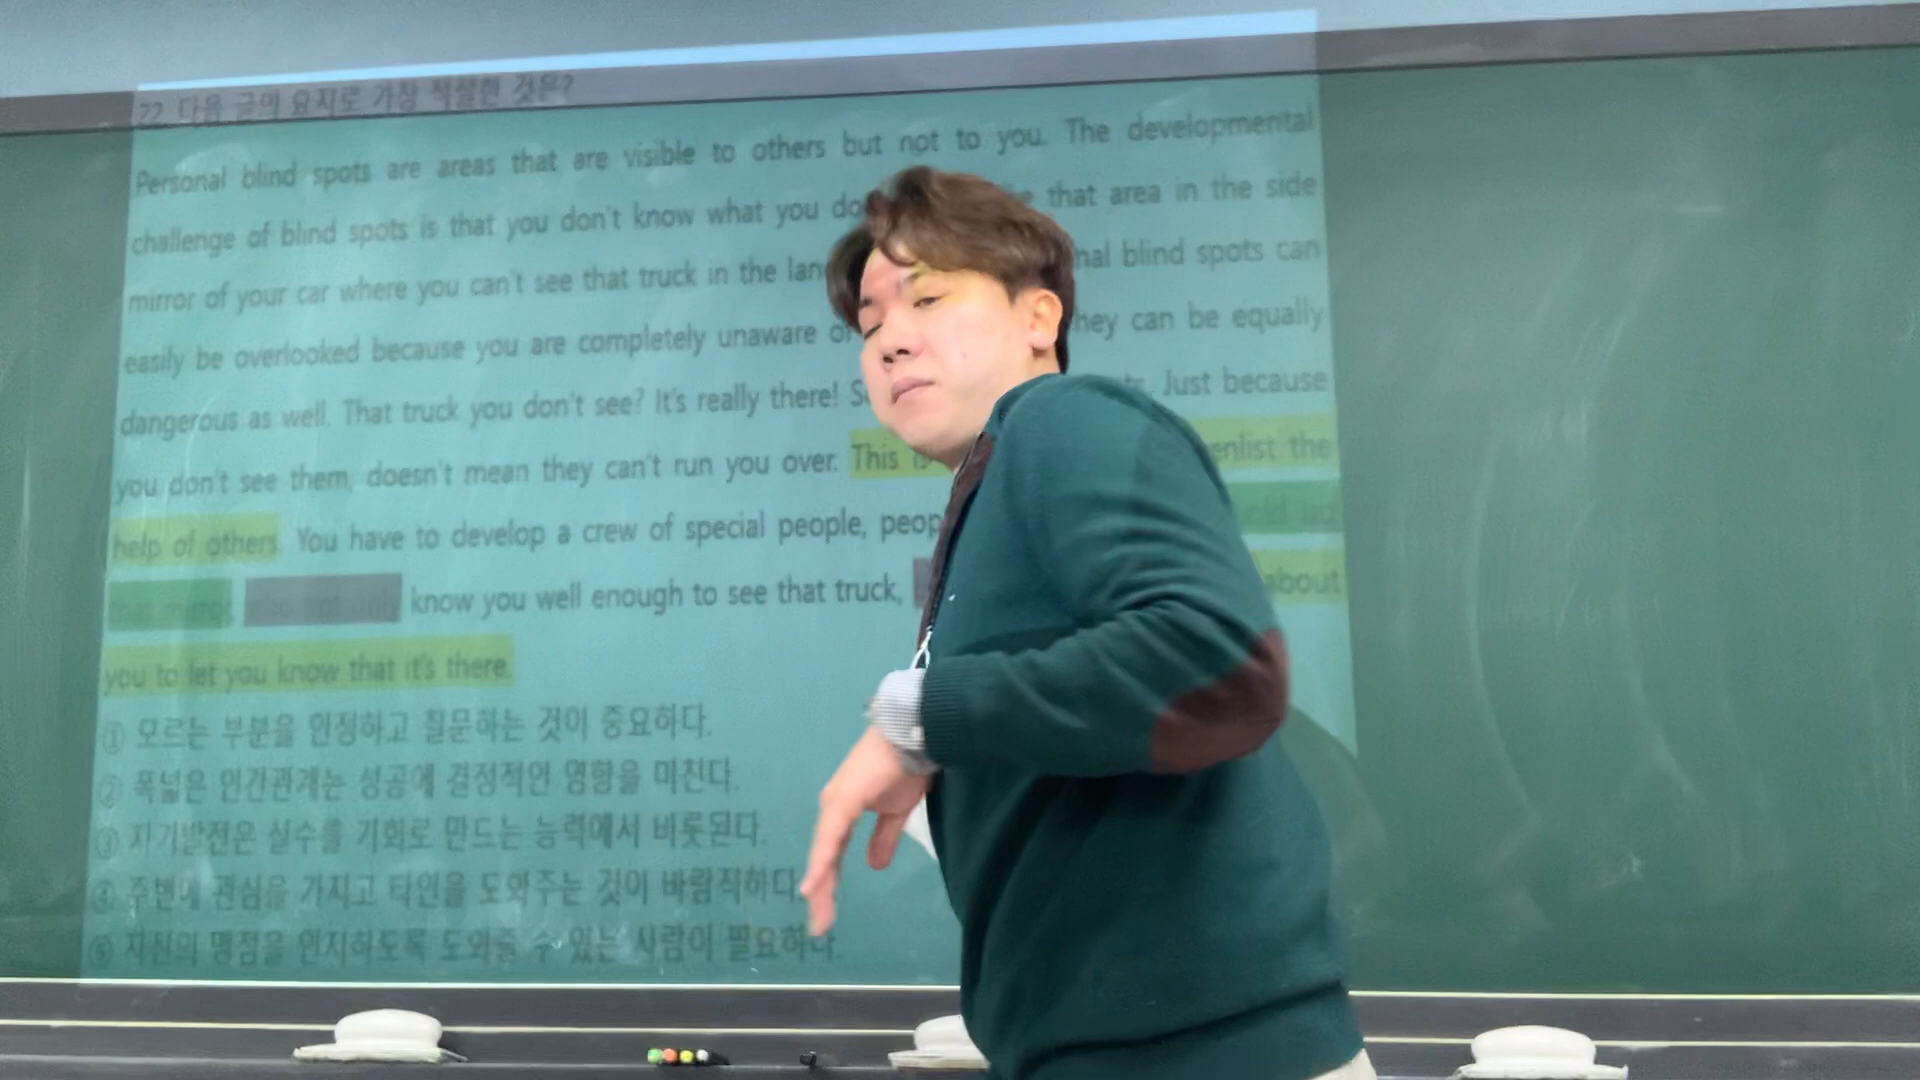 22. 다음 글의 요지로 가장 적절한 것은?
Personal blind spots are areas that are visible to others but not to you. The developmental
challenge of blind spots is that you don't know what you that area in the side
mirror of your car where you can't see that truck in the blind spots can
easily be overlooked because you are completely unaware they can be equally
dangerous as well. That truck you don't see? It's really there! Just because
you don't see them, doesn't mean they can't run you over. This enlist the
help of others. You have to develop a crew of special people,
that mirror, who not only know you well enough to see that truck, about
you to let you know that it's there.
① 모르는 부분을 인정하고 질문하는 것이 중요하다.
② 폭넓은 인간관계는 성공에 결정적인 영향을 미친다.
③ 자기발전은 실수를 기회로 만드는 능력에서 비롯된다.
④ 주변에 관심을 가지고 타인을 도와주는 것이 바람직하다.
⑤ 자신의 맹점을 인지하도록 도와줄 수 있는 사람이 필요하다.